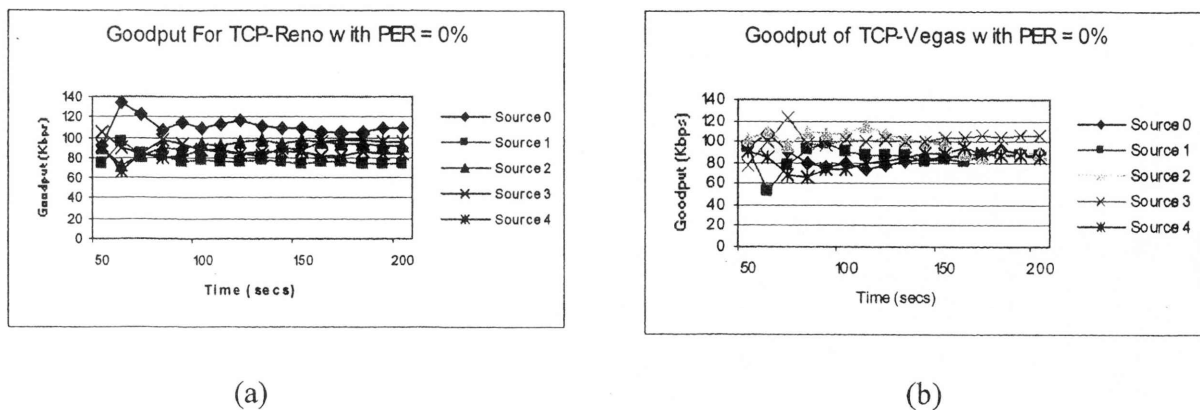 Goodput For TCP-Reno with PER = 0%
Goodput (Kbps)
140
120
100
80
60
40
20
0
50
100
150
200
Time (secs)
Source 0
Source 1
Source 2
Source 3
Source 4
(a)
Goodput of TCP-Vegas with PER = 0%
Goodput (Kbps)
140
120
100
80
60
40
20
0
50
100
150
200
Time (secs)
Source 0
Source 1
Source 2
Source 3
Source 4
(b)